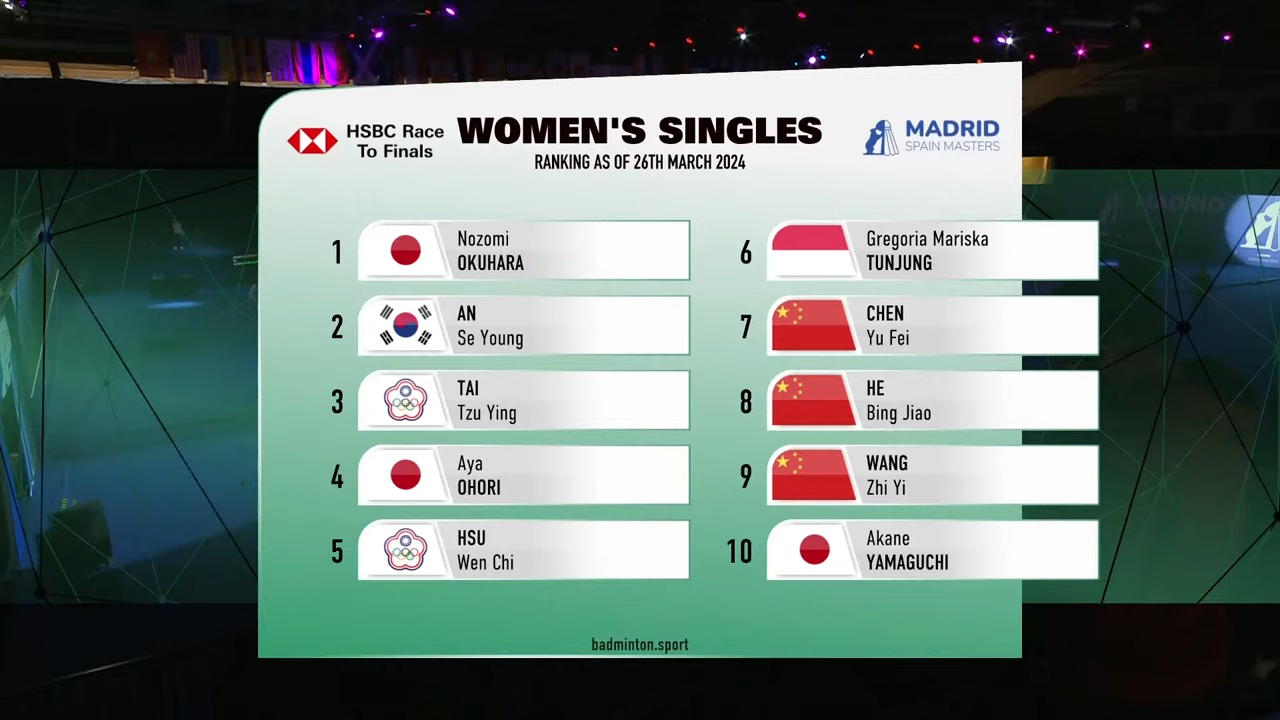 HSBC Race
To Finals
WOMEN'S SINGLES
RANKING AS OF 26TH MARCH 2024
MADRID
SPAIN MASTERS
1
Nozomi
OKUHARA
2
AN
Se Young
3
TAI
Tzu Ying
4
Aya
OHORI
5
HSU
Wen Chi
6
Gregoria Mariska
TUNJUNG
7
CHEN
Yu Fei
8
HE
Bing Jiao
9
WANG
Zhi Yi
10
Akane
YAMAGUCHI
badminton.sport
MADRID